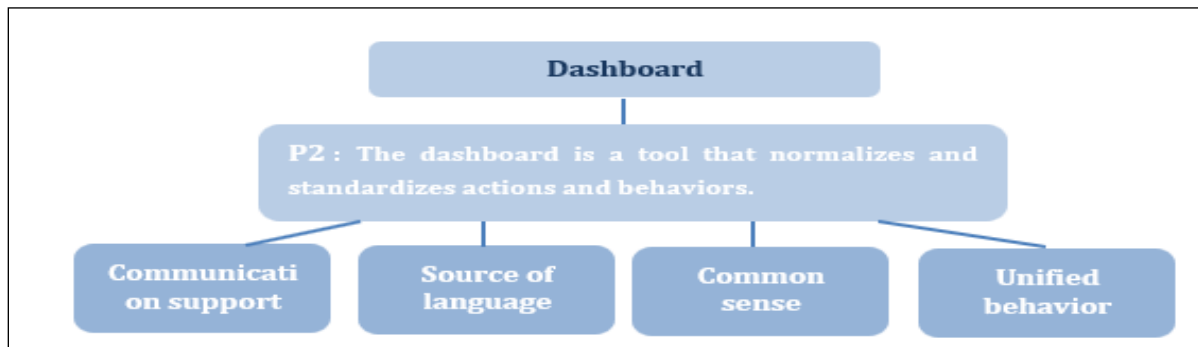 Dashboard
P2 : The dashboard is a tool that normalizes and
standardizes actions and behaviors.
Communicati
on support
Source of
language
Common
sense
Unified
behavior